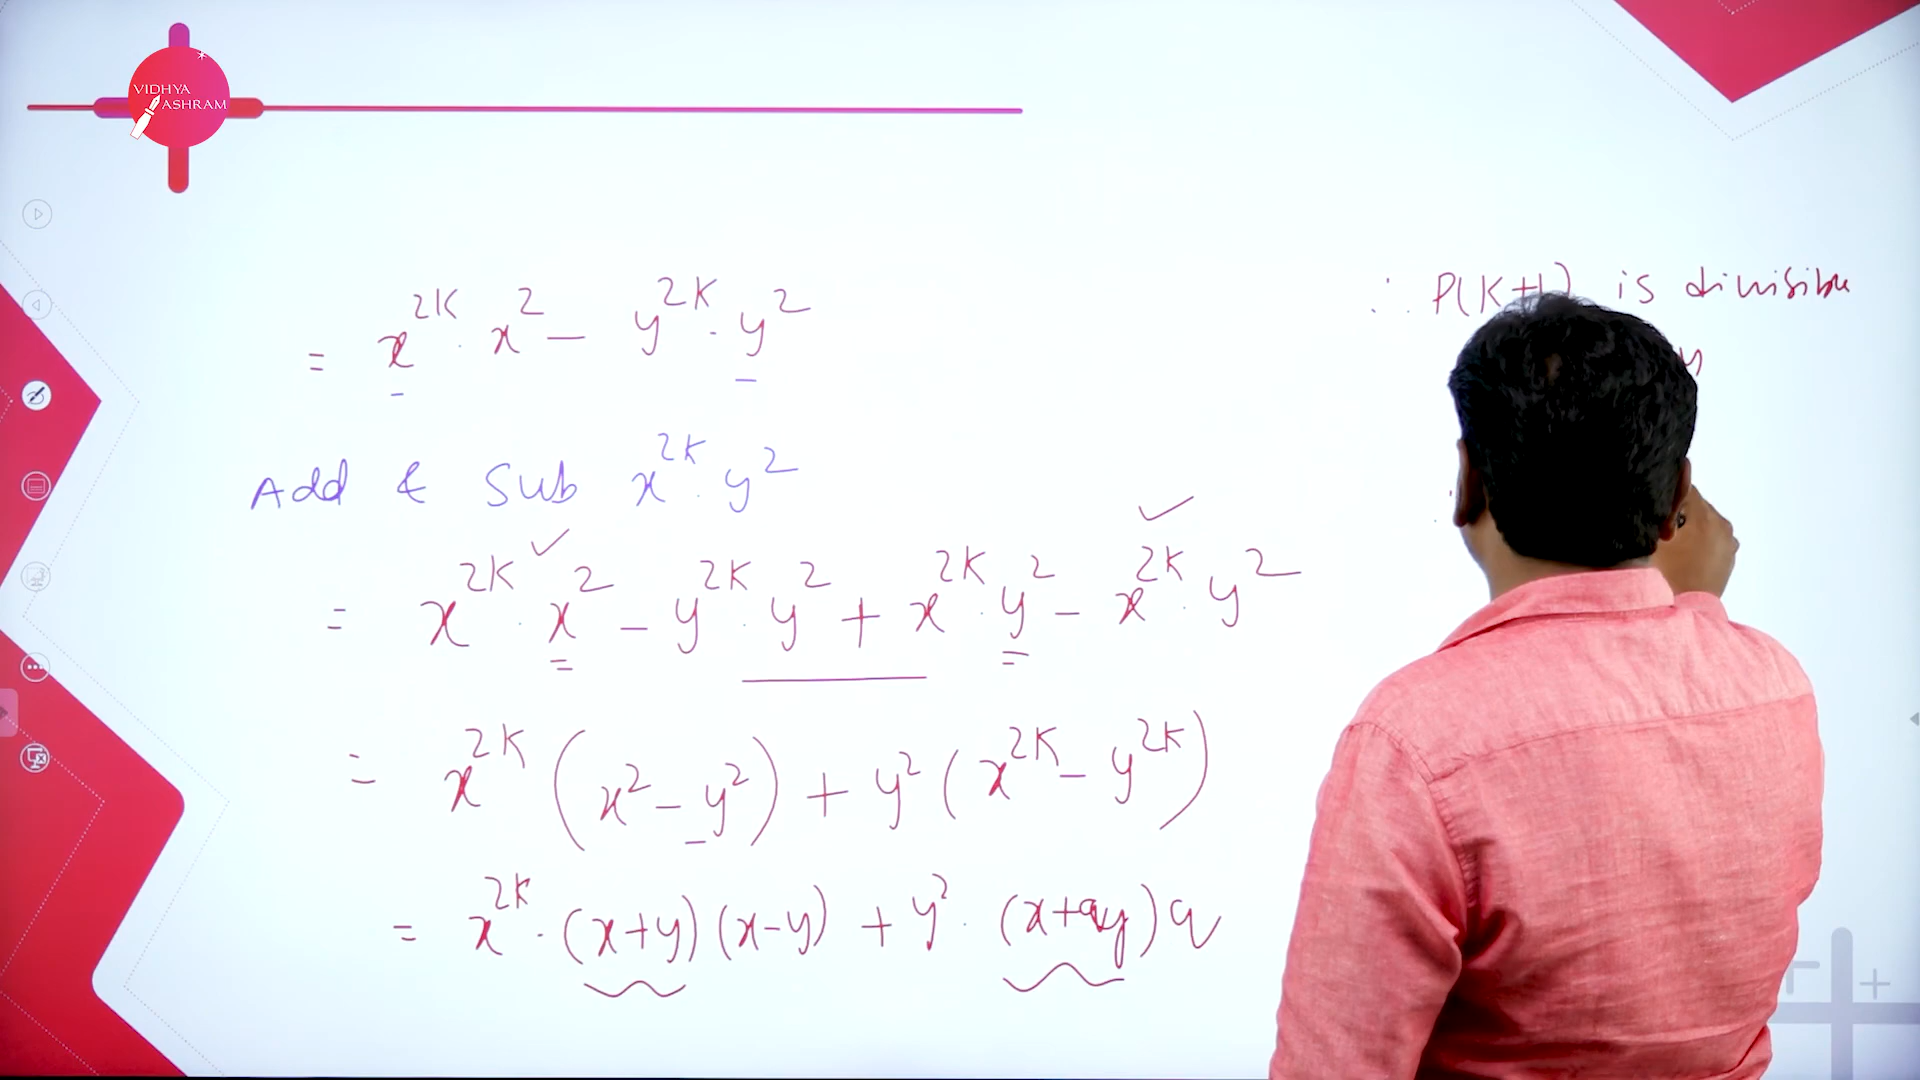 VIDHYA
ASHRAM
= x^{2K} · x^2 - y^{2K} · y^2
Add & Sub x^{2K} · y^2
= x^{2K} · x^2 - y^{2K} · y^2 + x^{2K} · y^2 - x^{2K} · y^2
= x^{2K} (x^2 - y^2) + y^2 (x^{2K} - y^{2K})
= x^{2K} · (x+y) (x-y) + y^2 · (x+y) q
∴ P(K+1) is divisible
y